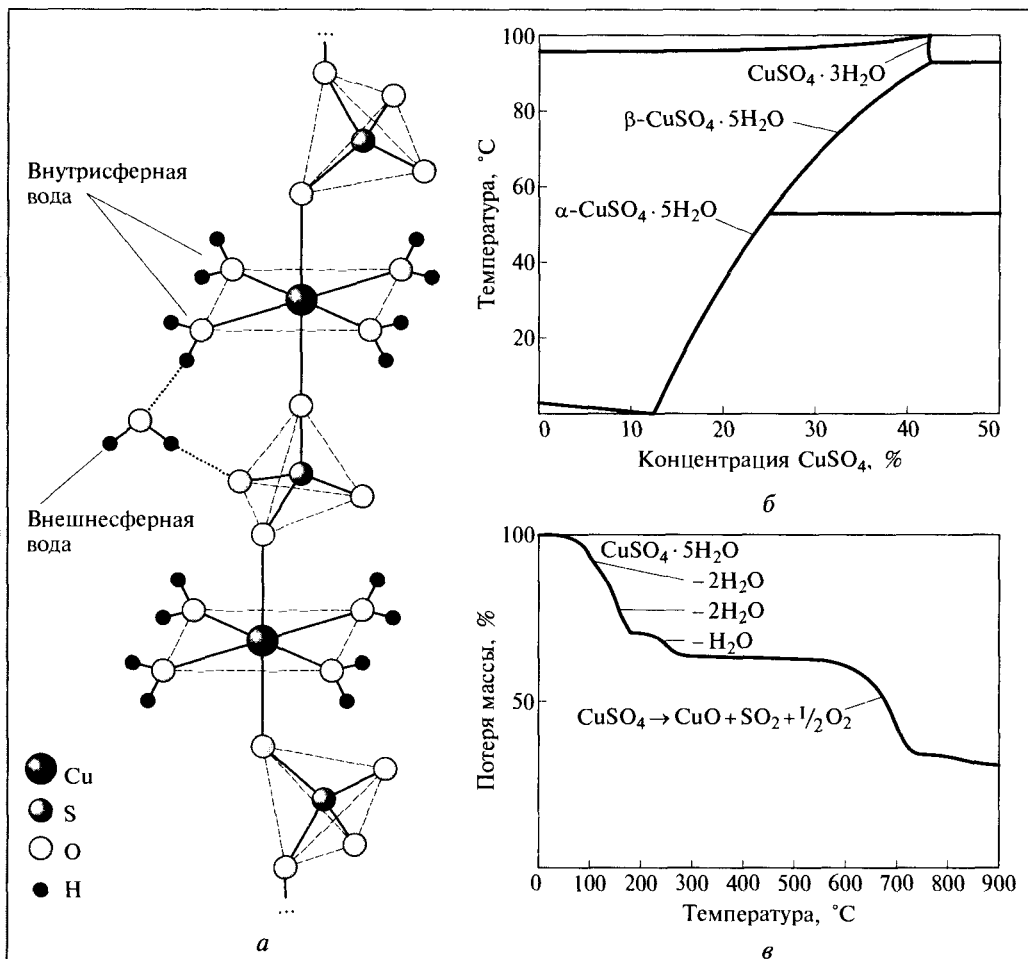 ...
Внутрисферная
вода
Внешнесферная
вода
Cu
S
O
H
...
а
Температура, °C
100
80
60
40
20
CuSO₄ · 3H₂O
β-CuSO₄ · 5H₂O
α-CuSO₄ · 5H₂O
0 10 20 30 40 50
Концентрация CuSO₄, %
б
Потеря массы, %
100
50
CuSO₄ · 5H₂O
– 2H₂O
– 2H₂O
– H₂O
CuSO₄ → CuO + SO₂ + 1/2 O₂
0 100 200 300 400 500 600 700 800 900
Температура, °C
в